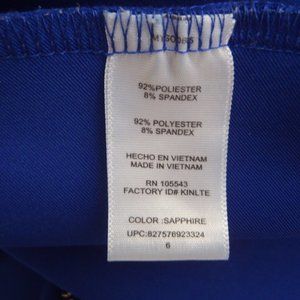 92%POLIESTER
8% SPANDEX
92% POLYESTER
8% SPANDEX
HECHO EN VIETNAM
MADE IN VIETNAM
RN 105543
FACTORY ID# KINLTE
COLOR :SAPPHIRE
UPC:827576923324
6